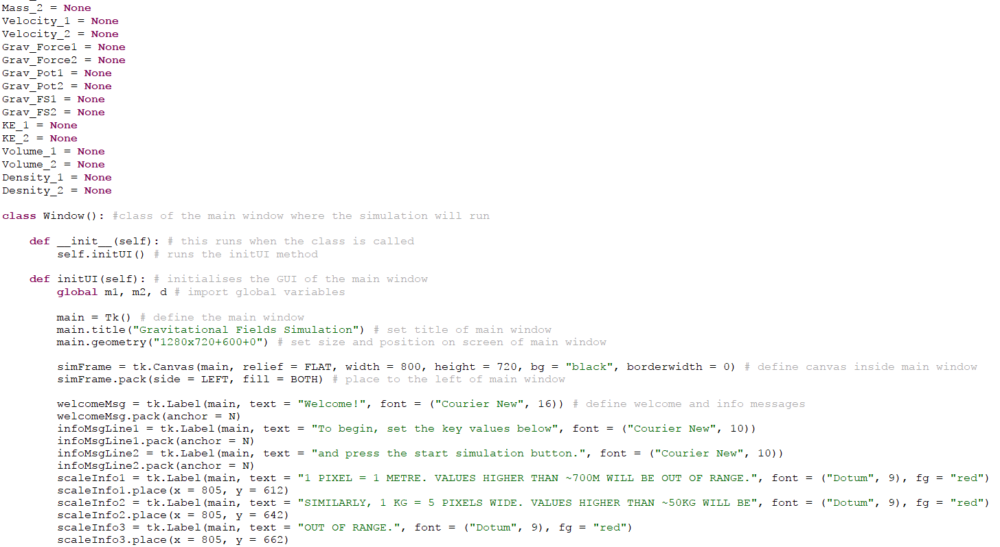 Mass_2 = None
Velocity_1 = None
Velocity_2 = None
Grav_Force1 = None
Grav_Force2 = None
Grav_Pot1 = None
Grav_Pot2 = None
Grav_FS1 = None
Grav_FS2 = None
KE_1 = None
KE_2 = None
Volume_1 = None
Volume_2 = None
Density_1 = None
Desnity_2 = None

class Window(): #class of the main window where the simulation will run

    def __init__(self): # this runs when the class is called
        self.initUI() # runs the initUI method

    def initUI(self): # initialises the GUI of the main window
        global m1, m2, d # import global variables

        main = Tk() # define the main window
        main.title("Gravitational Fields Simulation") # set title of main window
        main.geometry("1280x720+600+0") # set size and position on screen of main window

        simFrame = tk.Canvas(main, relief = FLAT, width = 800, height = 720, bg = "black", borderwidth = 0) # define canvas inside main window
        simFrame.pack(side = LEFT, fill = BOTH) # place to the left of main window

        welcomeMsg = tk.Label(main, text = "Welcome!", font = ("Courier New", 16)) # define welcome and info messages
        welcomeMsg.pack(anchor = N)
        infoMsgLine1 = tk.Label(main, text = "To begin, set the key values below", font = ("Courier New", 10))
        infoMsgLine1.pack(anchor = N)
        infoMsgLine2 = tk.Label(main, text = "and press the start simulation button.", font = ("Courier New", 10))
        infoMsgLine2.pack(anchor = N)
        scaleInfo1 = tk.Label(main, text = "1 PIXEL = 1 METRE. VALUES HIGHER THAN ~700M WILL BE OUT OF RANGE.", font = ("Dotum", 9), fg = "red")
        scaleInfo1.place(x = 805, y = 612)
        scaleInfo2 = tk.Label(main, text = "SIMILARLY, 1 KG = 5 PIXELS WIDE. VALUES HIGHER THAN ~50KG WILL BE", font = ("Dotum", 9), fg = "red")
        scaleInfo2.place(x = 805, y = 642)
        scaleInfo3 = tk.Label(main, text = "OUT OF RANGE.", font = ("Dotum", 9), fg = "red")
        scaleInfo3.place(x = 805, y = 662)